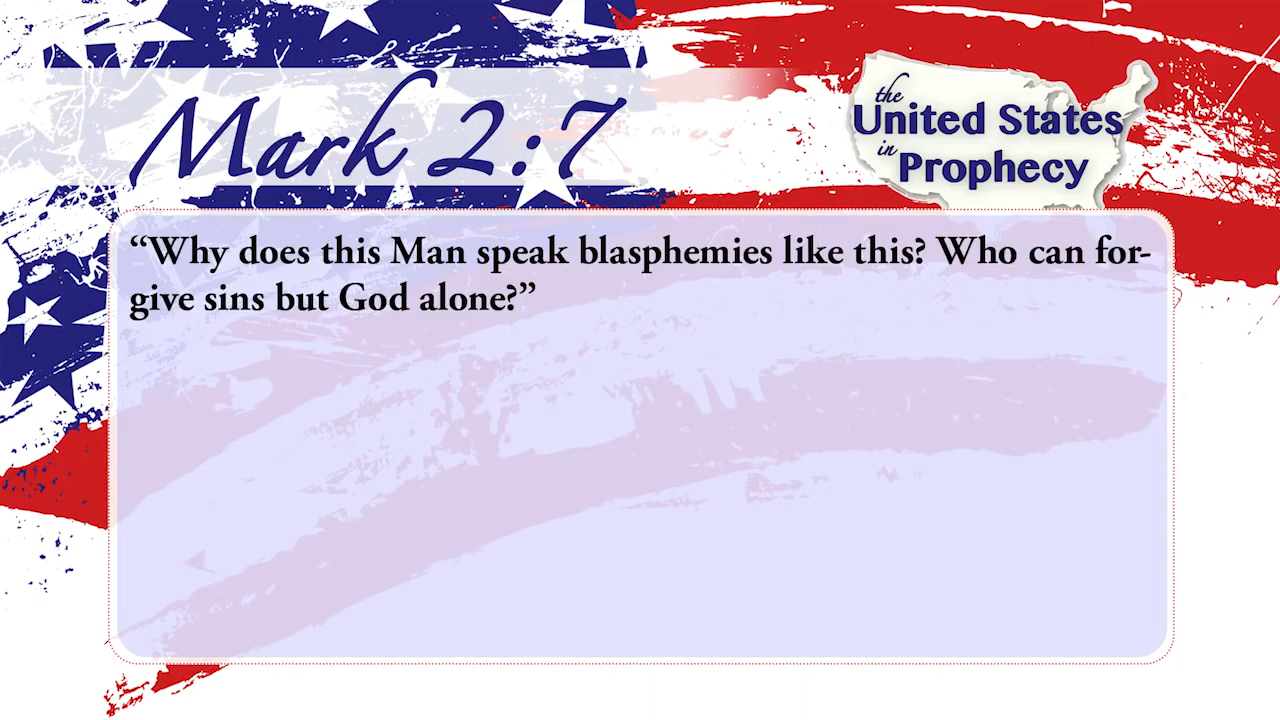 Mark 2:7
the
United States
in Prophecy
“Why does this Man speak blasphemies like this? Who can for-
give sins but God alone?”